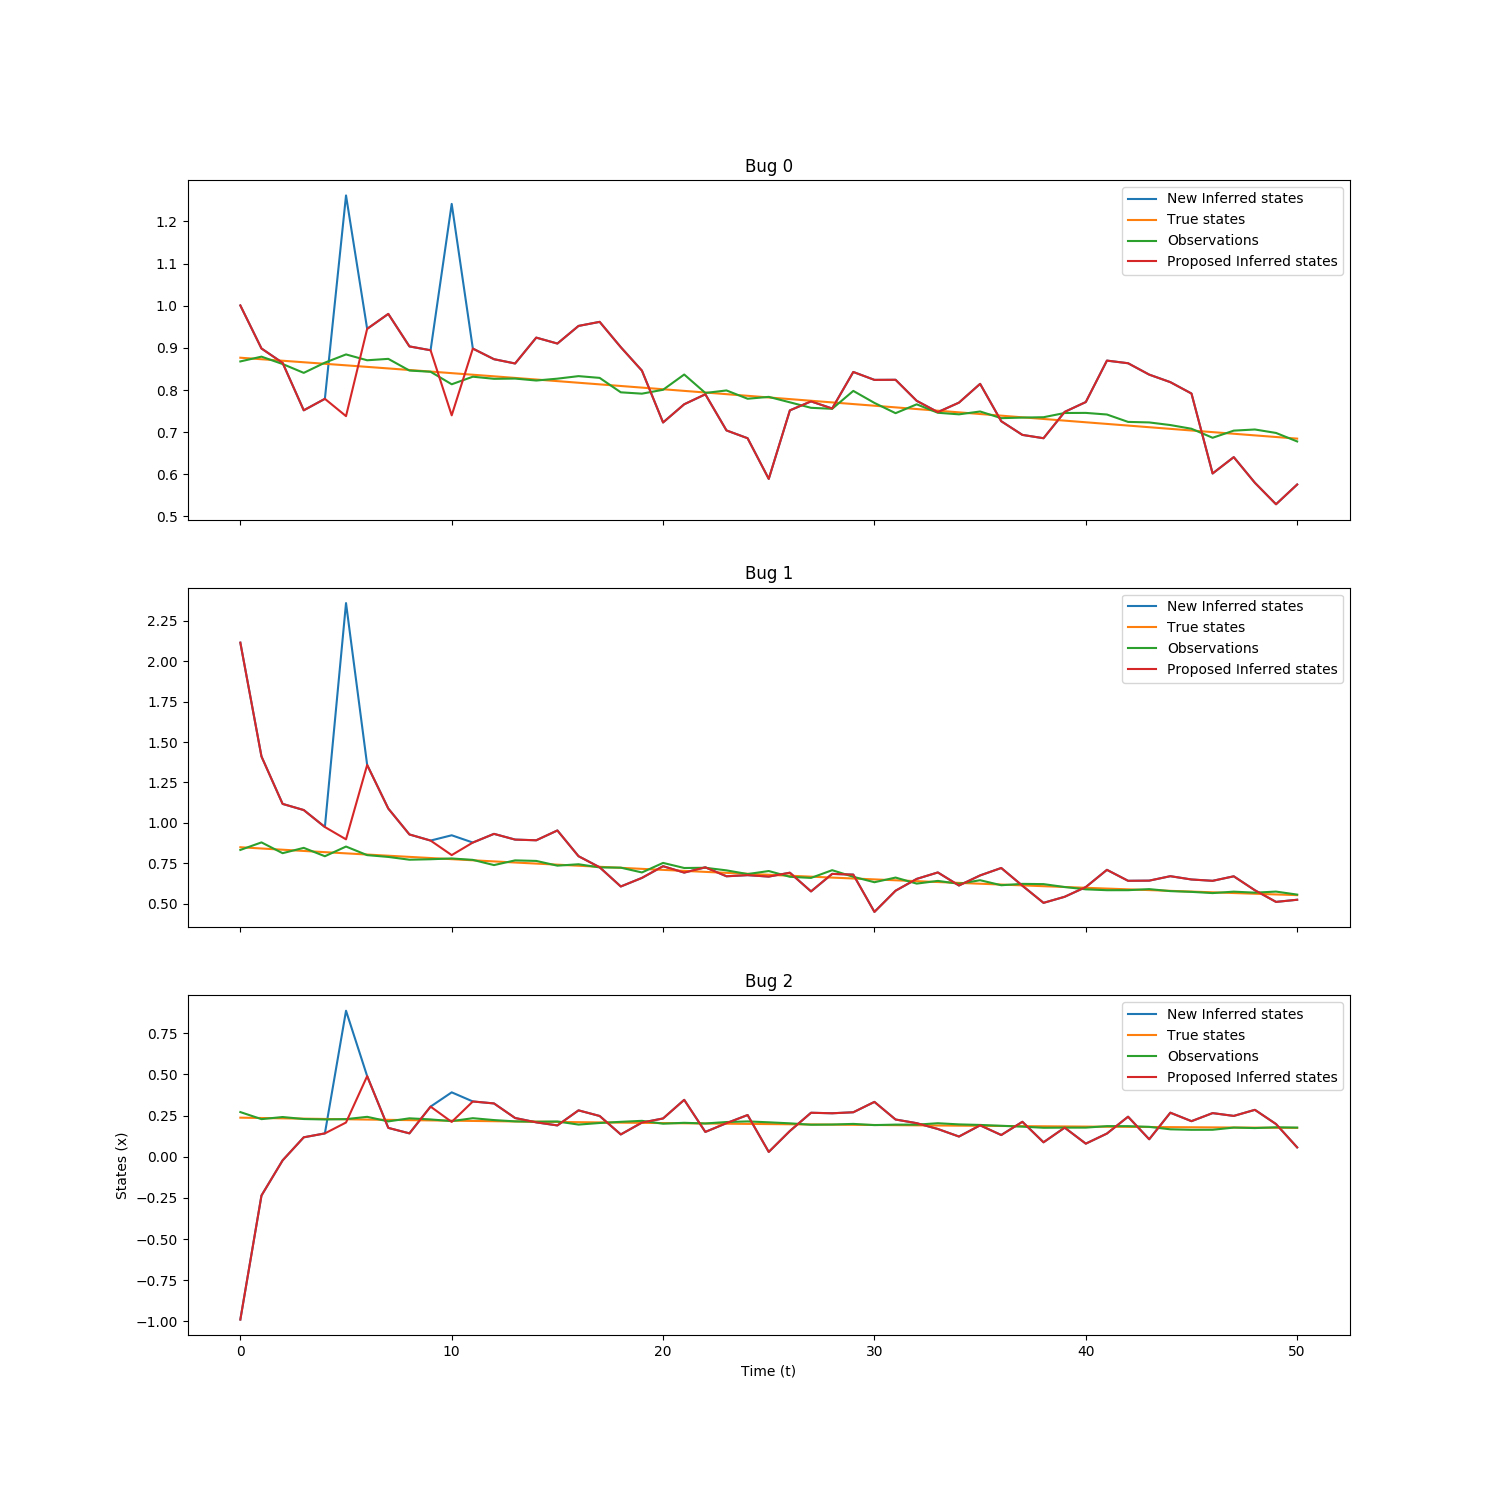 Bug 0
1.2
1.1
1.0
0.9
0.8
0.7
0.6
0.5
New Inferred states
True states
Observations
Proposed Inferred states
Bug 1
2.25
2.00
1.75
1.50
1.25
1.00
0.75
0.50
New Inferred states
True states
Observations
Proposed Inferred states
Bug 2
States (x)
0.75
0.50
0.25
0.00
−0.25
−0.50
−0.75
−1.00
New Inferred states
True states
Observations
Proposed Inferred states
0 10 20 30 40 50
Time (t)